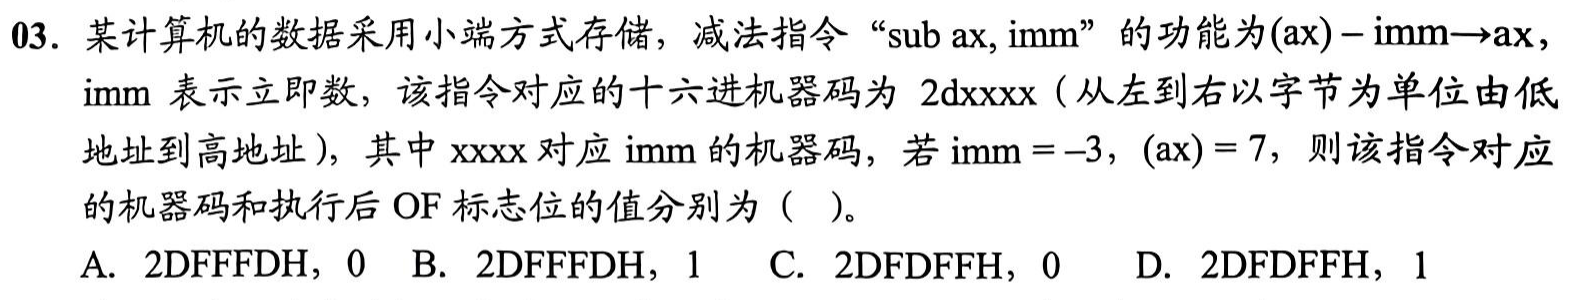 03. 某计算机的数据采用小端方式存储，减法指令“sub ax, imm”的功能为(ax) – imm→ax，
imm 表示立即数，该指令对应的十六进机器码为 2dxxxx（从左到右以字节为单位由低
地址到高地址），其中 xxxx 对应 imm 的机器码，若 imm = –3，(ax) = 7，则该指令对应
的机器码和执行后 OF 标志位的值分别为（ ）。
A. 2DFFFDH，0 B. 2DFFFDH，1 C. 2DFDFFH，0 D. 2DFDFFH，1